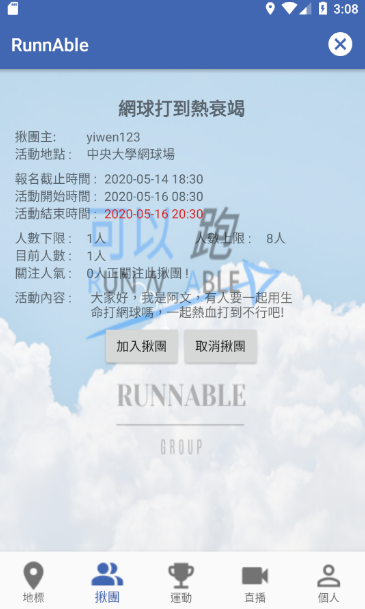 3:08
RunnAble
網球打到熱衰竭
揪團主: yiwen123
活動地點: 中央大學網球場
報名截止時間: 2020-05-14 18:30
活動開始時間: 2020-05-16 08:30
活動結束時間: 2020-05-16 20:30
人數下限: 1人 人數上限: 8人
目前人數: 1人
關注人氣: 0人正關注此揪團!
活動內容: 大家好,我是阿文,有人要一起用生
命打網球嗎,一起熱血打到不行吧!
可以跑
RUNNABLE
加入揪團 取消揪團
RUNNABLE
GROUP
地標 揪團 運動 直播 個人